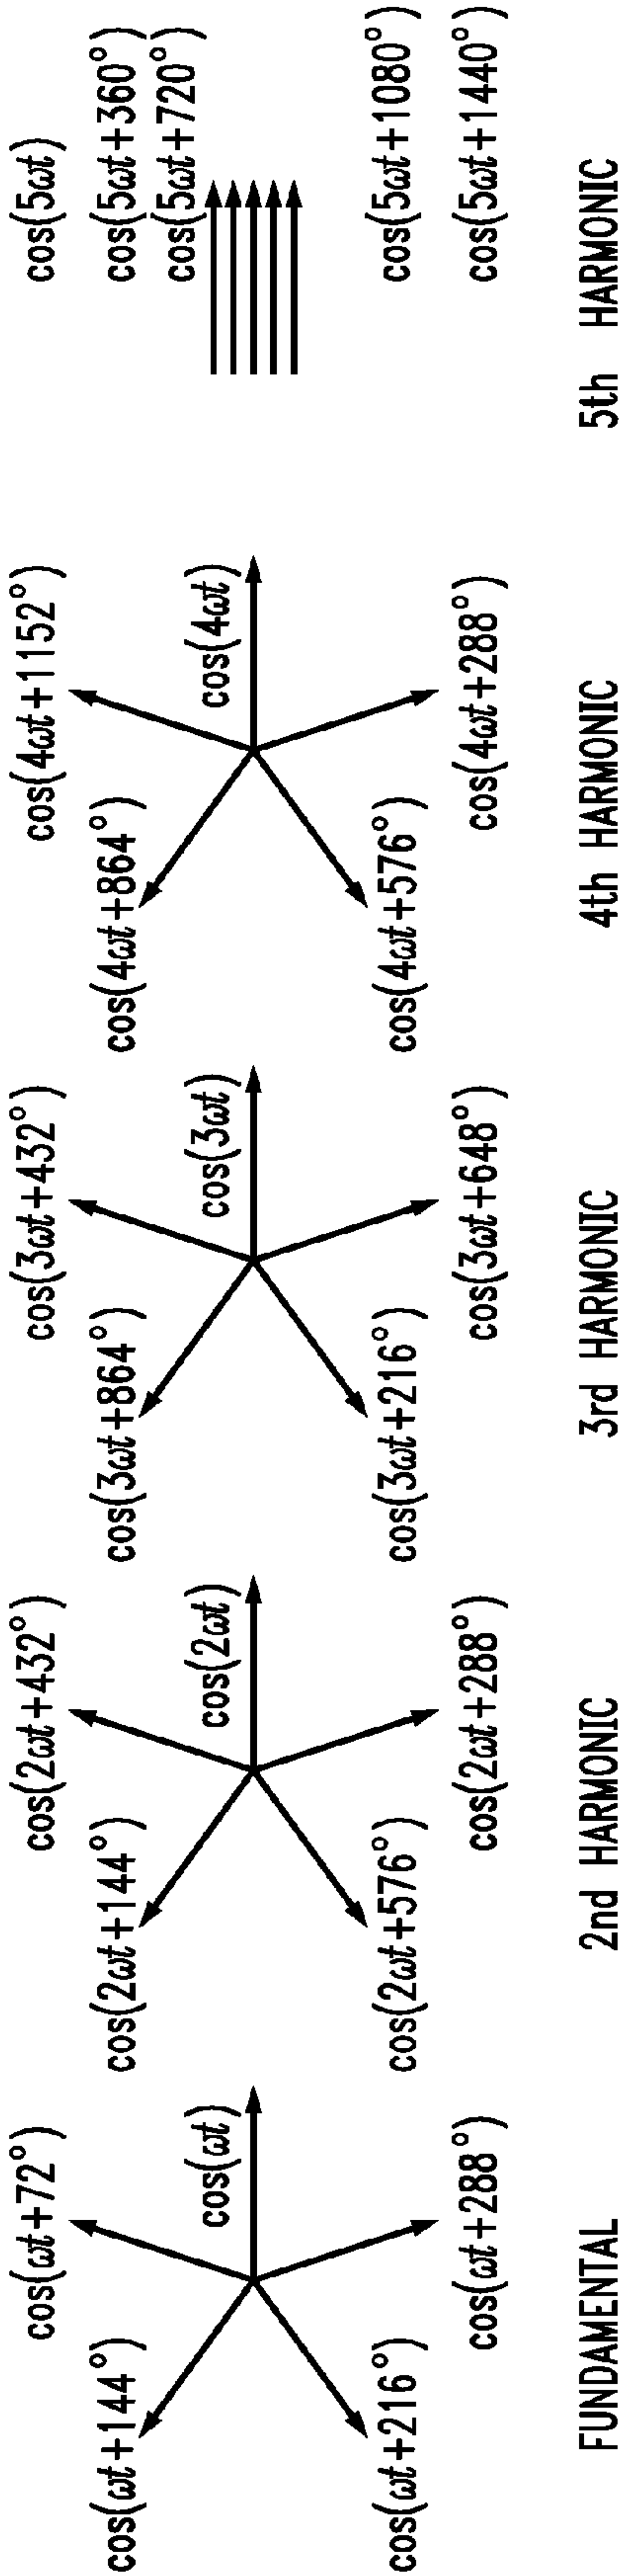 cos(ωt+72°)
cos(ωt+144°)
cos(ωt)
cos(ωt+216°)
cos(ωt+288°)
FUNDAMENTAL
cos(2ωt+432°)
cos(2ωt+144°)
cos(2ωt)
cos(2ωt+576°)
cos(2ωt+288°)
2nd HARMONIC
cos(3ωt+432°)
cos(3ωt+864°)
cos(3ωt)
cos(3ωt+216°)
cos(3ωt+648°)
3rd HARMONIC
cos(4ωt+1152°)
cos(4ωt+864°)
cos(4ωt)
cos(4ωt+576°)
cos(4ωt+288°)
4th HARMONIC
cos(5ωt)
cos(5ωt+360°)
cos(5ωt+720°)
cos(5ωt+1080°)
cos(5ωt+1440°)
5th HARMONIC